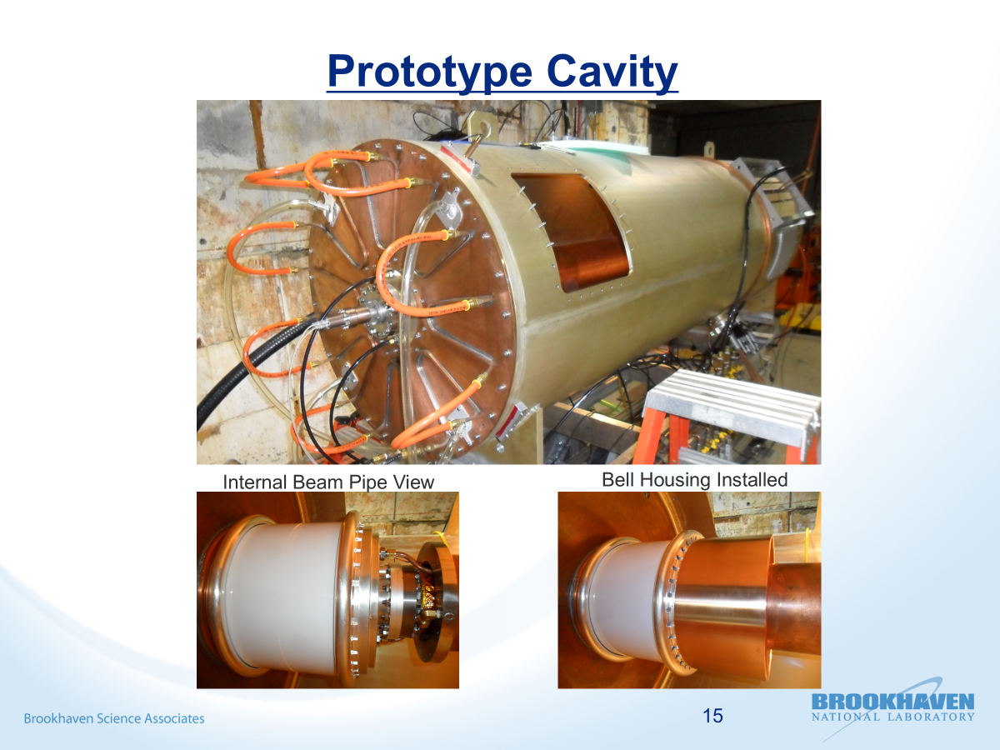 Prototype Cavity
Internal Beam Pipe View
Bell Housing Installed
Brookhaven Science Associates
15
BROOKHAVEN
NATIONAL LABORATORY